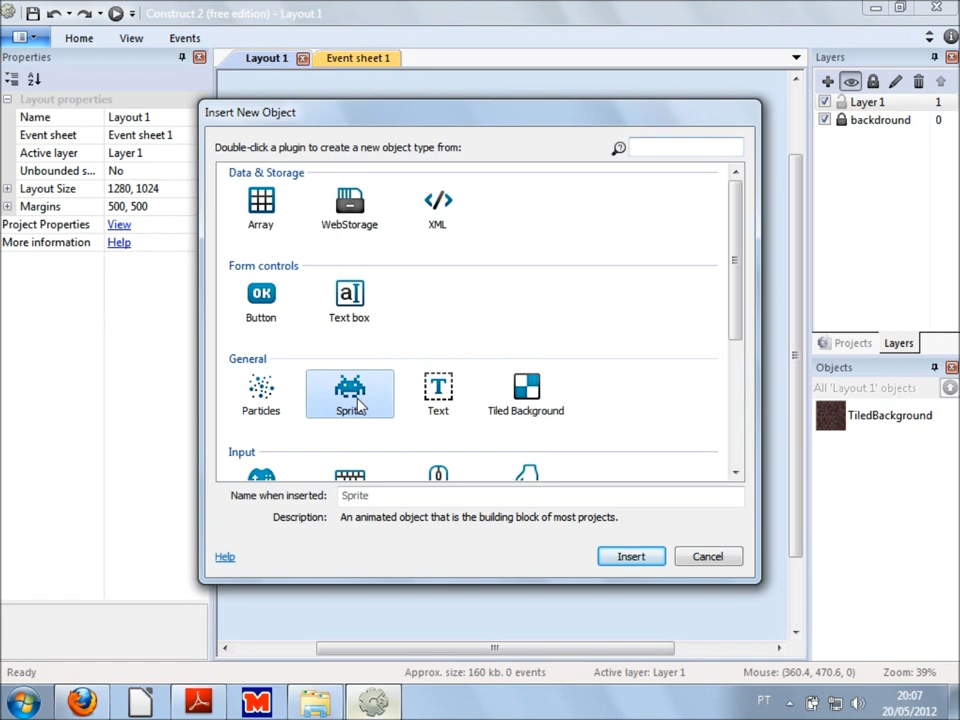 Construct 2 (free edition) - Layout 1
Home View Events
Properties
Layout 1
Event sheet 1
Layers
Layout properties
Name Layout 1
Event sheet Event sheet 1
Active layer Layer 1
Unbounded s... No
Layout Size 1280, 1024
Margins 500, 500
Project Properties View
More information Help
Layer 1 1
background 0
Insert New Object
Double-click a plugin to create a new object type from:
Data & Storage
Array WebStorage XML
Form controls
OK aI
Button Text box
General
T
Particles Sprite Text Tiled Background
Input
Name when inserted: Sprite
Description: An animated object that is the building block of most projects.
Help Insert Cancel
Projects Layers
Objects
All 'Layout 1' objects
TiledBackground
Ready Approx. size: 160 kb. 0 events Active layer: Layer 1 Mouse: (360.4, 470.6, 0) Zoom: 39%
M
PT
20:07
20/05/2012